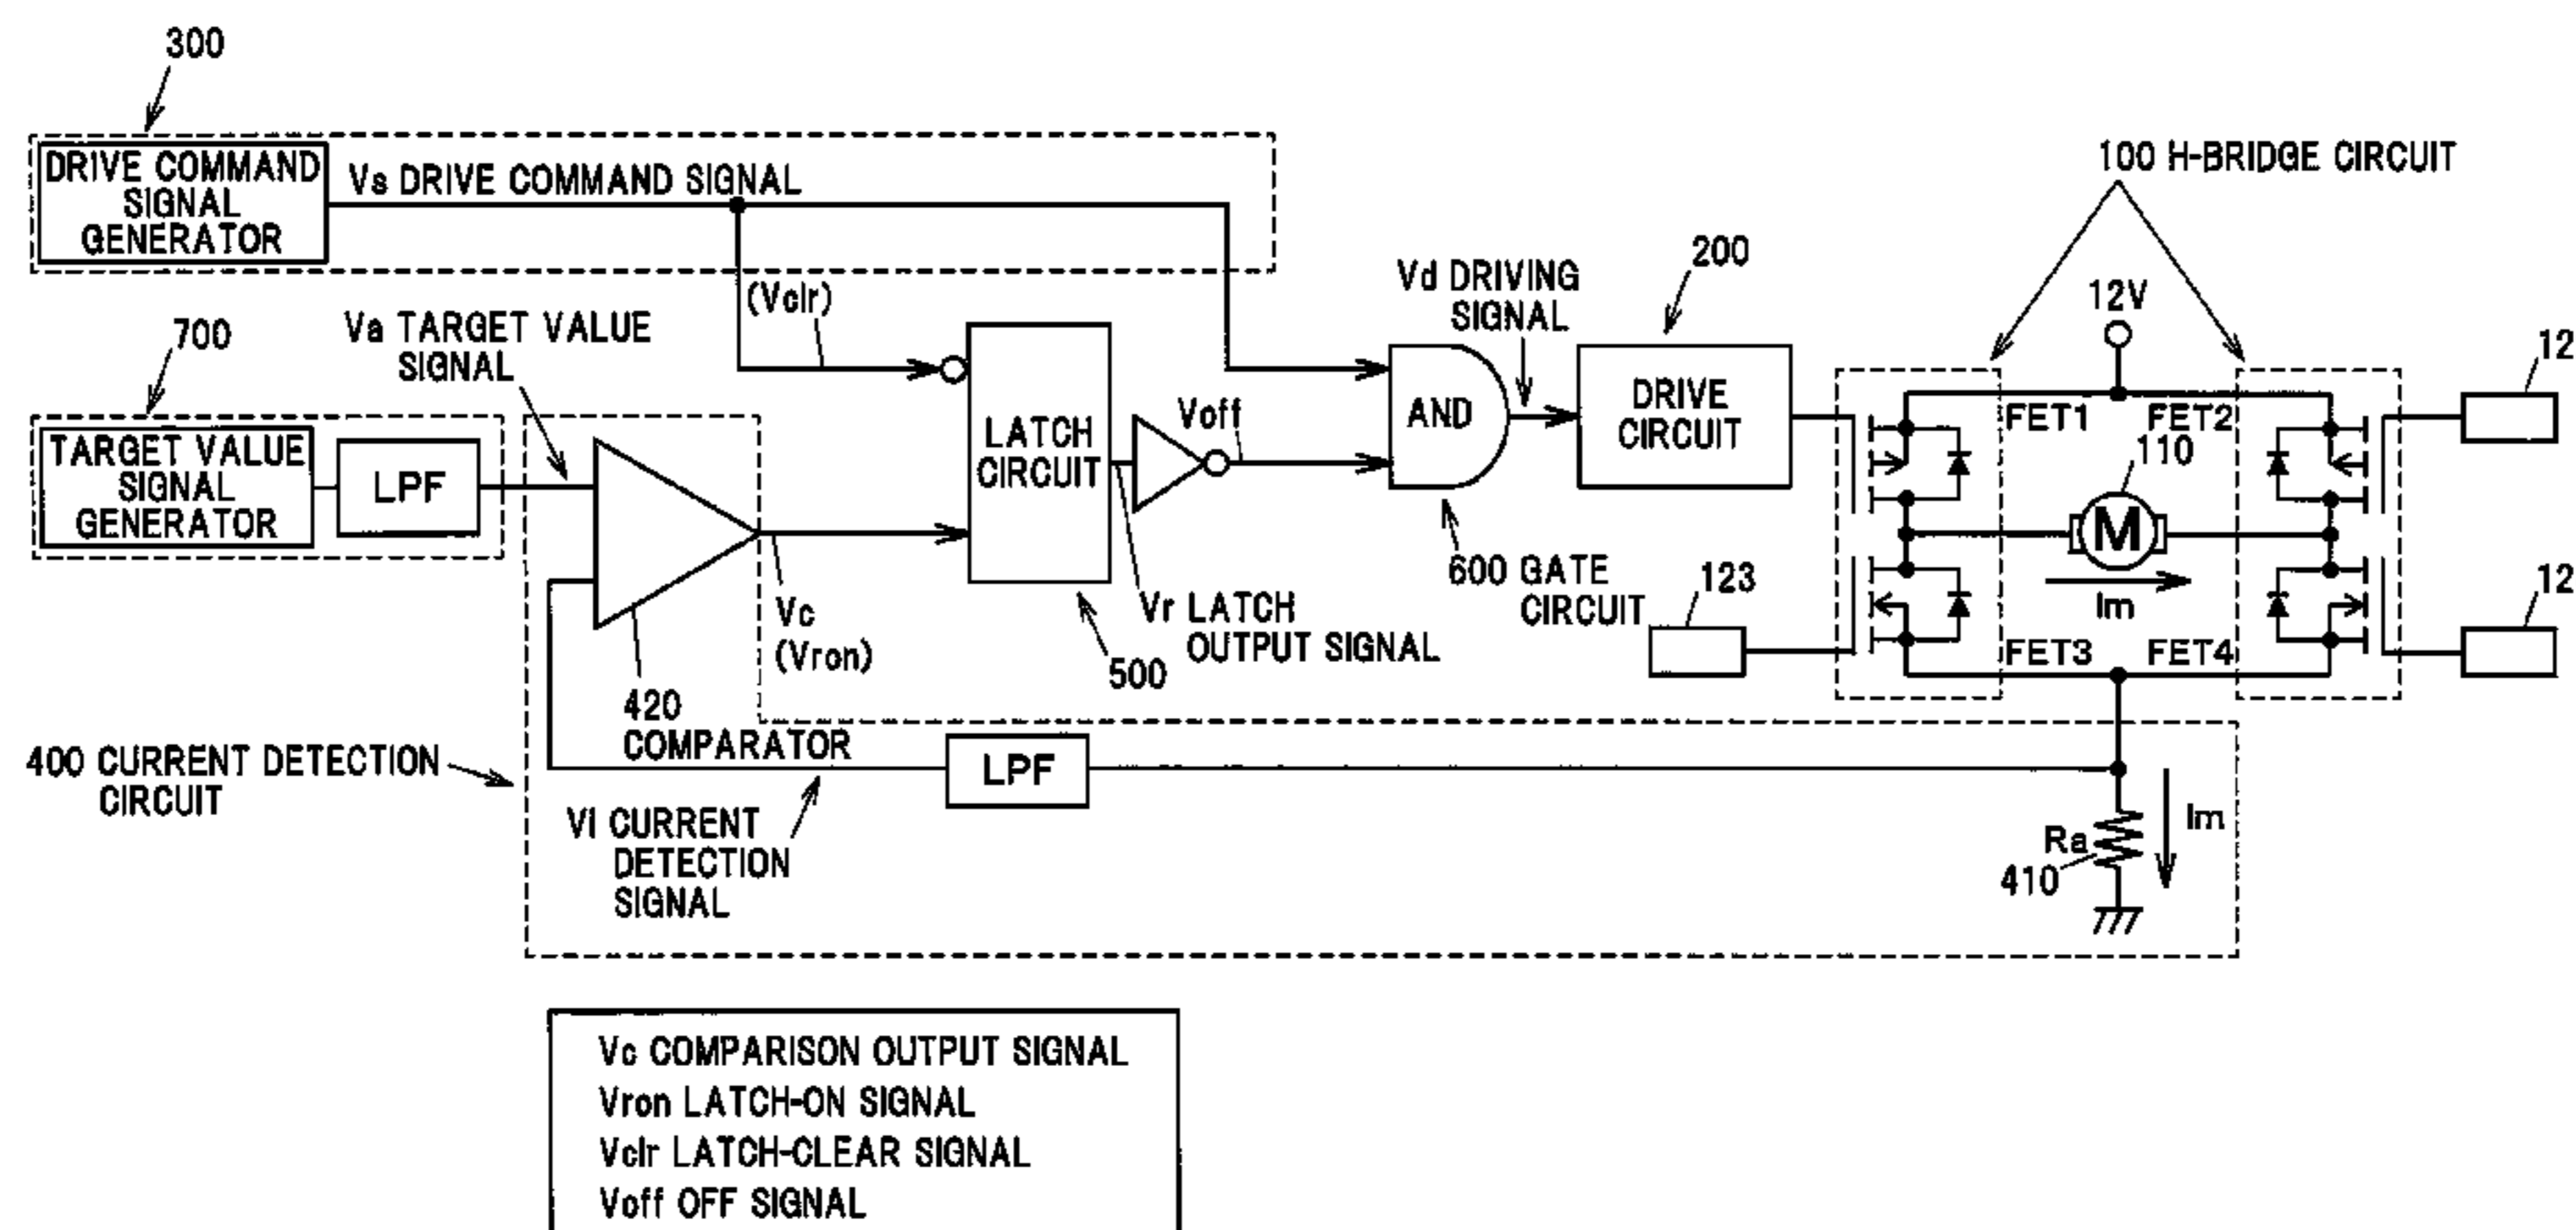 300
DRIVE COMMAND
SIGNAL
GENERATOR
Vs DRIVE COMMAND SIGNAL
100 H-BRIDGE CIRCUIT
200
Vd DRIVING
SIGNAL
12V
(Vclr)
700
Va TARGET VALUE
SIGNAL
TARGET VALUE
SIGNAL
GENERATOR
LPF
LATCH
CIRCUIT
Voff
AND
DRIVE
CIRCUIT
FET1
FET2
110
M
Im
12
12
123
600 GATE
CIRCUIT
Vc
(Vron)
Vr LATCH
OUTPUT SIGNAL
500
FET3
FET4
420
COMPARATOR
400 CURRENT DETECTION
CIRCUIT
LPF
VI CURRENT
DETECTION
SIGNAL
Ra
410
Im
Vc COMPARISON OUTPUT SIGNAL
Vron LATCH-ON SIGNAL
Vclr LATCH-CLEAR SIGNAL
Voff OFF SIGNAL